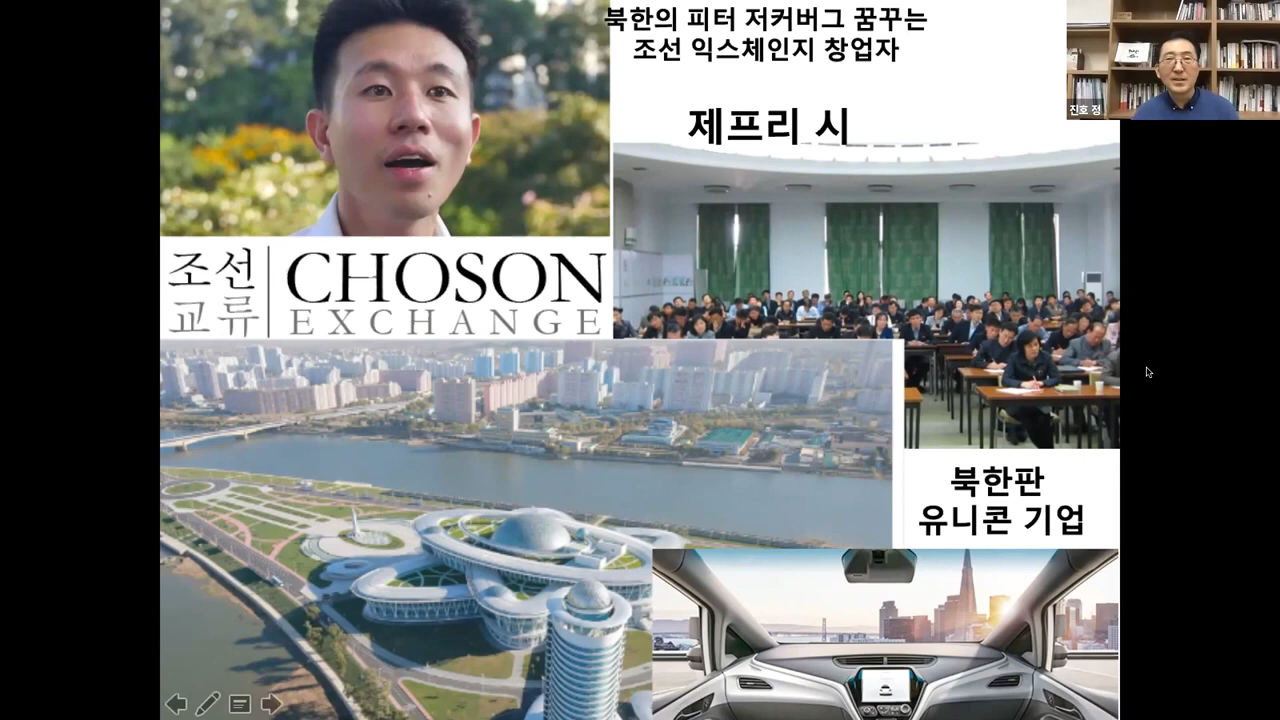 북한의 피터 저커버그 꿈꾸는
조선 익스체인지 창업자
제프리 시
진호 정
조선
교류
CHOSON
EXCHANGE
북한판
유니콘 기업